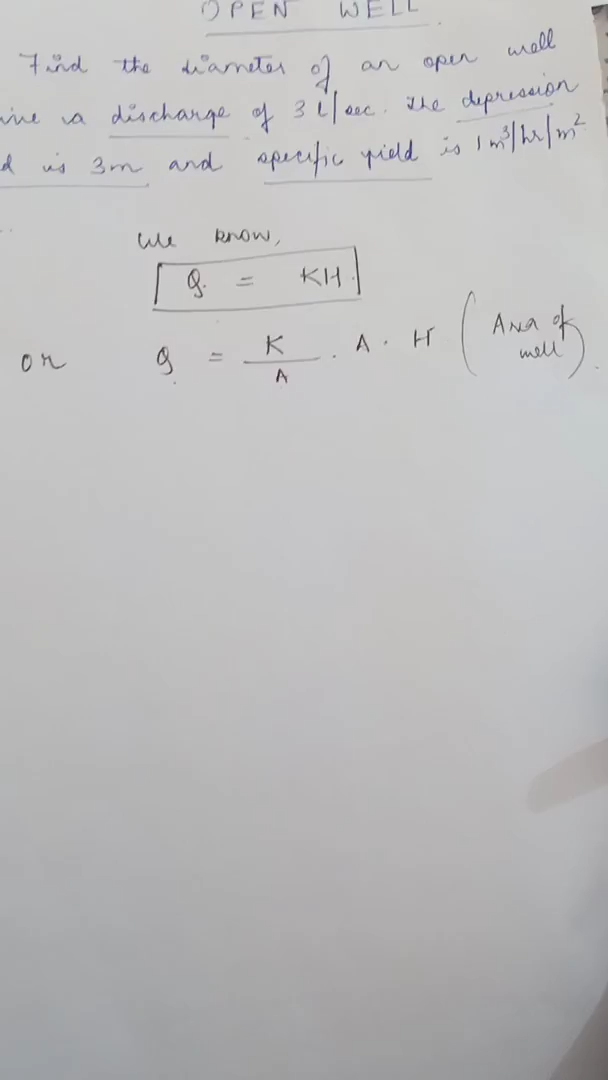 OPEN WELL
Find the diameter of an open well
a discharge of 3 l/sec. The depression
is 3m and specific yield is 1 m³/hr/m²
We know,
Q = KH.
or Q = K/A . A . H (Area of well).